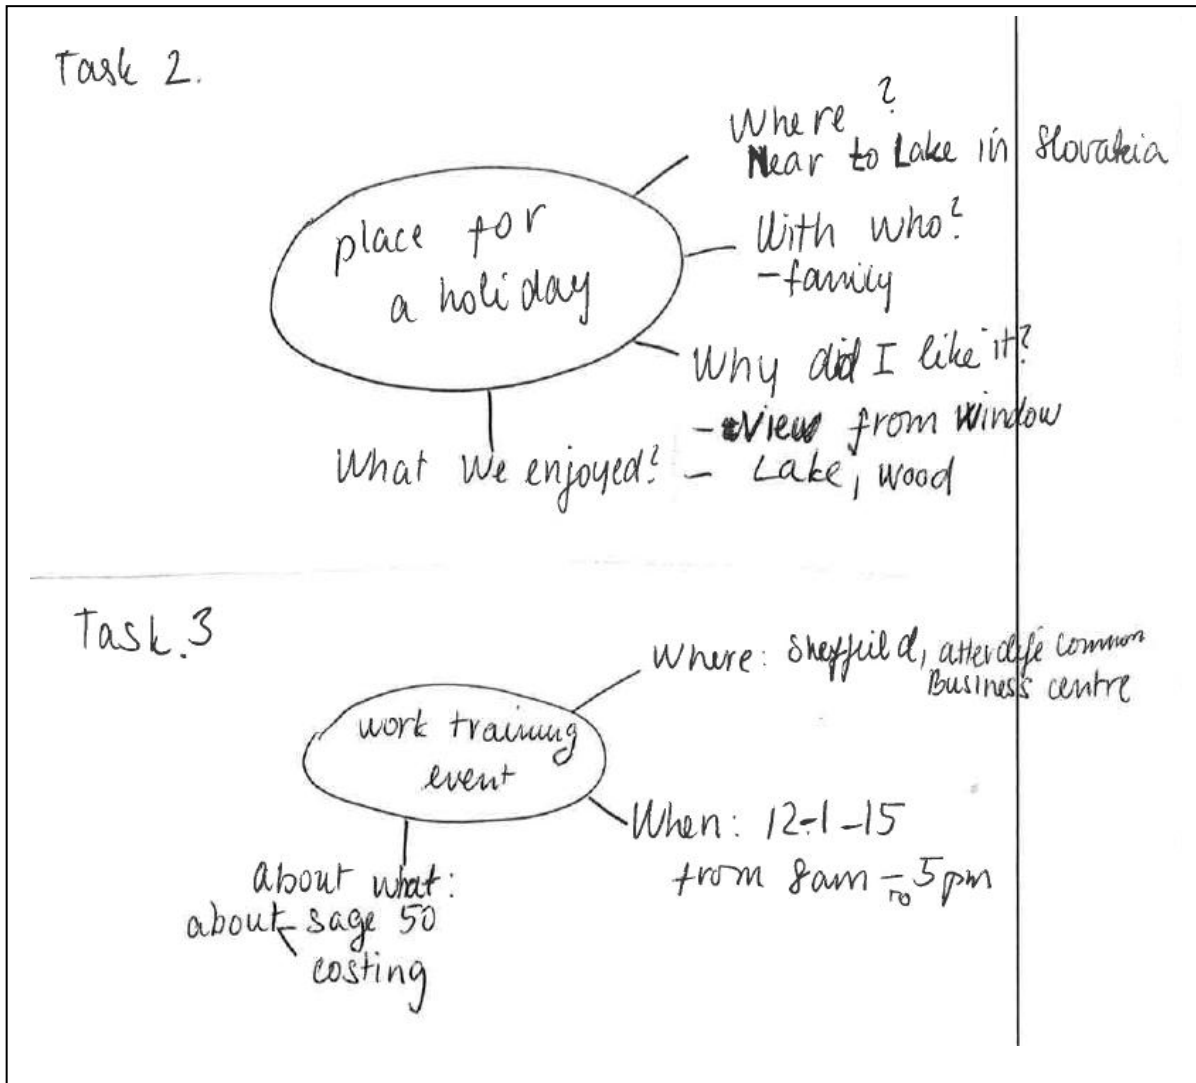 Task 2.
place for
a holiday
Where?
Near to Lake in Slovakia
With who?
- family
Why did I like it?
- View from window
What we enjoyed? - Lake, wood
Task.3
work training
event
Where: Sheffuild, atterclife common
Business centre
When: 12-1-15
from 8am - to 5pm
about what:
about - sage 50
costing